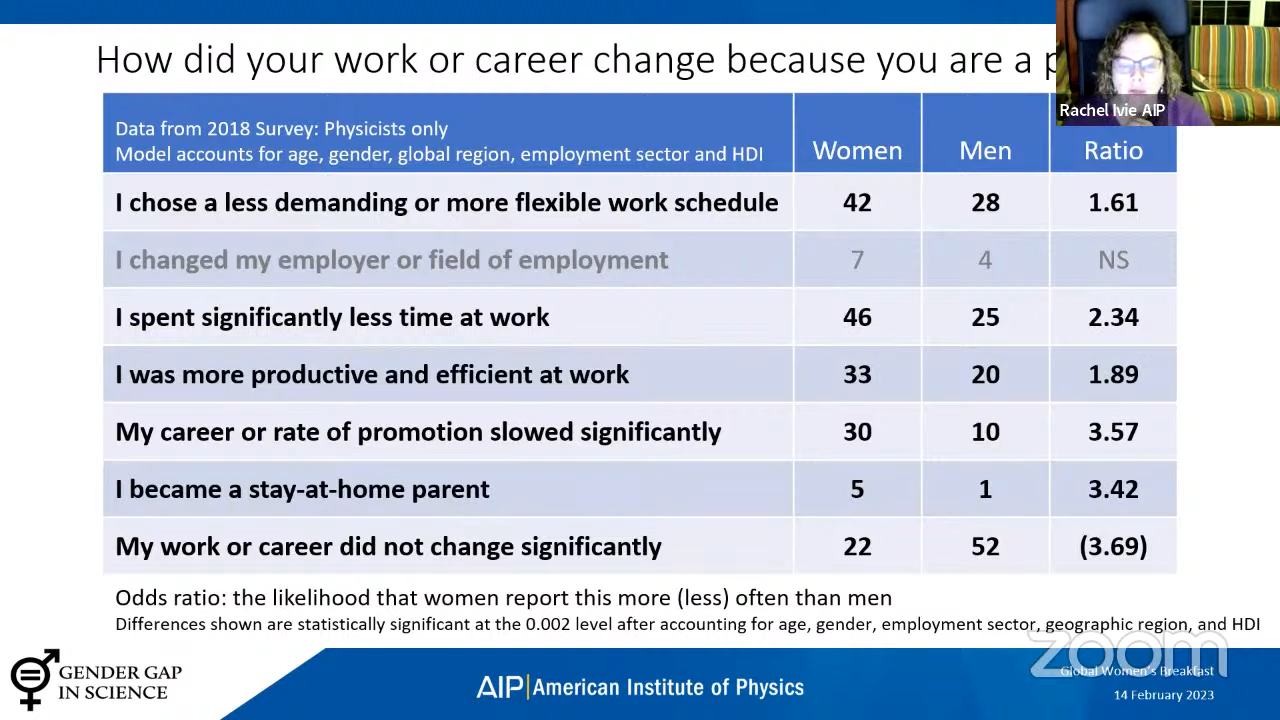 How did your work or career change because you are a p
Rachel Ivie AIP
Data from 2018 Survey: Physicists only
Model accounts for age, gender, global region, employment sector and HDI
Women Men Ratio
I chose a less demanding or more flexible work schedule 42 28 1.61
I changed my employer or field of employment 7 4 NS
I spent significantly less time at work 46 25 2.34
I was more productive and efficient at work 33 20 1.89
My career or rate of promotion slowed significantly 30 10 3.57
I became a stay-at-home parent 5 1 3.42
My work or career did not change significantly 22 52 (3.69)
Odds ratio: the likelihood that women report this more (less) often than men
Differences shown are statistically significant at the 0.002 level after accounting for age, gender, employment sector, geographic region, and HDI
zoom
GENDER GAP
IN SCIENCE
AIP American Institute of Physics
Global Women's Breakfast
14 February 2023